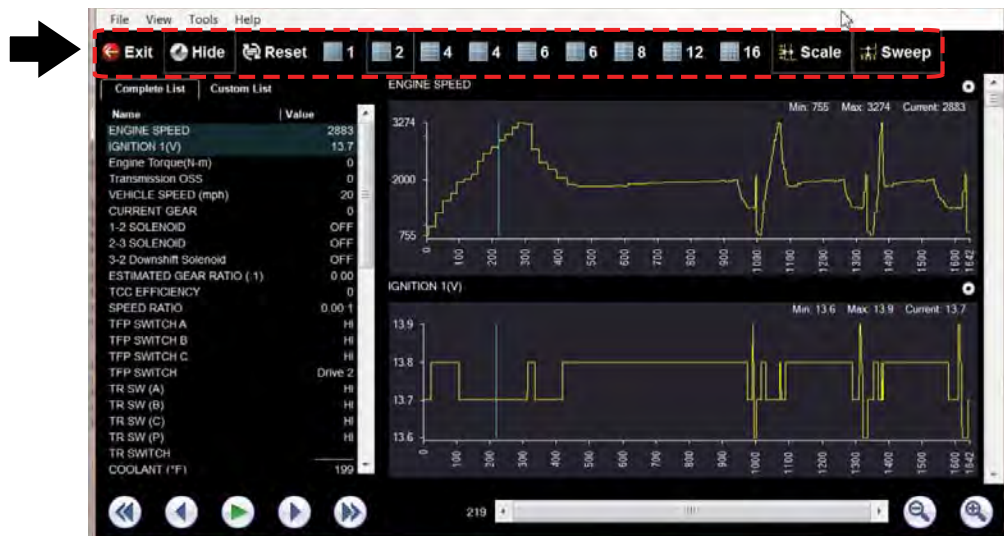 File View Tools Help
Exit Hide Reset 1 2 4 4 6 6 8 12 16 Scale Sweep
Complete List Custom List
Name Value
ENGINE SPEED 2883
IGNITION 1(V) 13.7
Engine Torque(N-m) 0
Transmission OSS 0
VEHICLE SPEED (mph) 20
CURRENT GEAR 0
1-2 SOLENOID OFF
2-3 SOLENOID OFF
3-2 Downshift Solenoid OFF
ESTIMATED GEAR RATIO (:1) 0.00
TCC EFFICIENCY 0
SPEED RATIO 0.00:1
TFP SWITCH A HI
TFP SWITCH B HI
TFP SWITCH C HI
TFP SWITCH Drive 2
TR SW (A) HI
TR SW (B) HI
TR SW (C) HI
TR SW (P) HI
TR SWITCH
COOLANT (°F) 199
ENGINE SPEED
Min: 755 Max: 3274 Current: 2883
3274
2000
755
0 100 200 300 400 500 600 700 800 900 1000 1100 1200 1300 1400 1500 1600 1642
IGNITION 1(V)
Min: 13.6 Max: 13.9 Current: 13.7
13.9
13.8
13.7
13.6
0 100 200 300 400 500 600 700 800 900 1000 1100 1200 1300 1400 1500 1600 1642
219